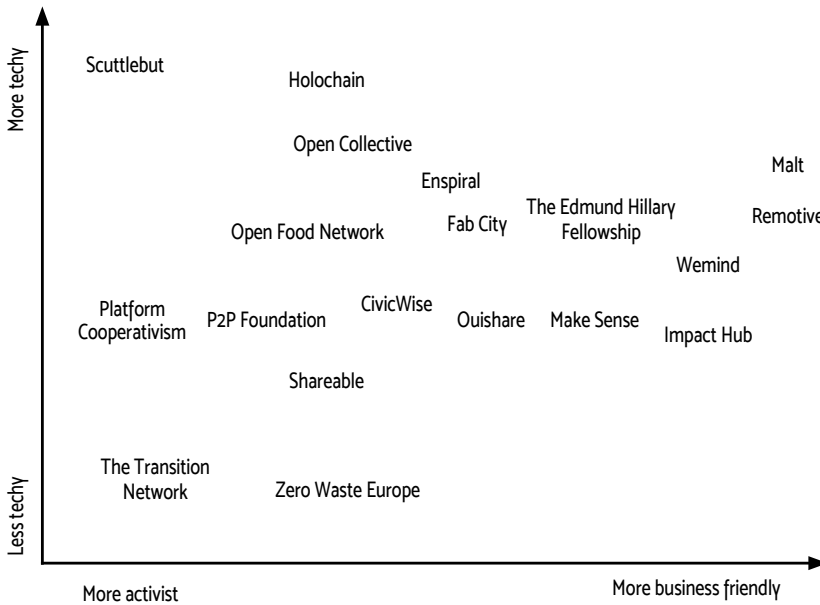 More techy
Scuttlebut
Holochain
Open Collective
Malt
Enspiral
The Edmund Hillary
Fellowship
Remotive
Fab City
Open Food Network
Wemind
Platform
Cooperativism
P2P Foundation
CivicWise
Ouishare
Make Sense
Impact Hub
Shareable
The Transition
Network
Zero Waste Europe
Less techy
More activist
More business friendly